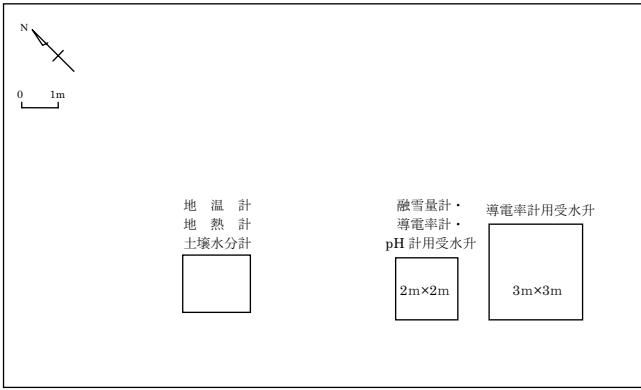 N
0 1m
地 温 計
地 熱 計
土壌水分計
融雪量計・
導電率計・
pH 計用受水升
導電率計用受水升
2m×2m
3m×3m